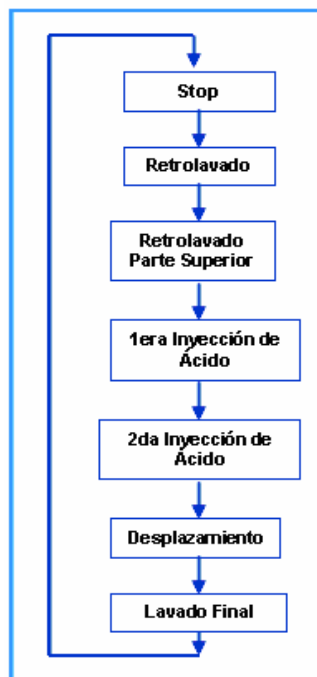 Stop
Retrolavado
Retrolavado
Parte Superior
1era Inyección de
Ácido
2da Inyección de
Ácido
Desplazamiento
Lavado Final